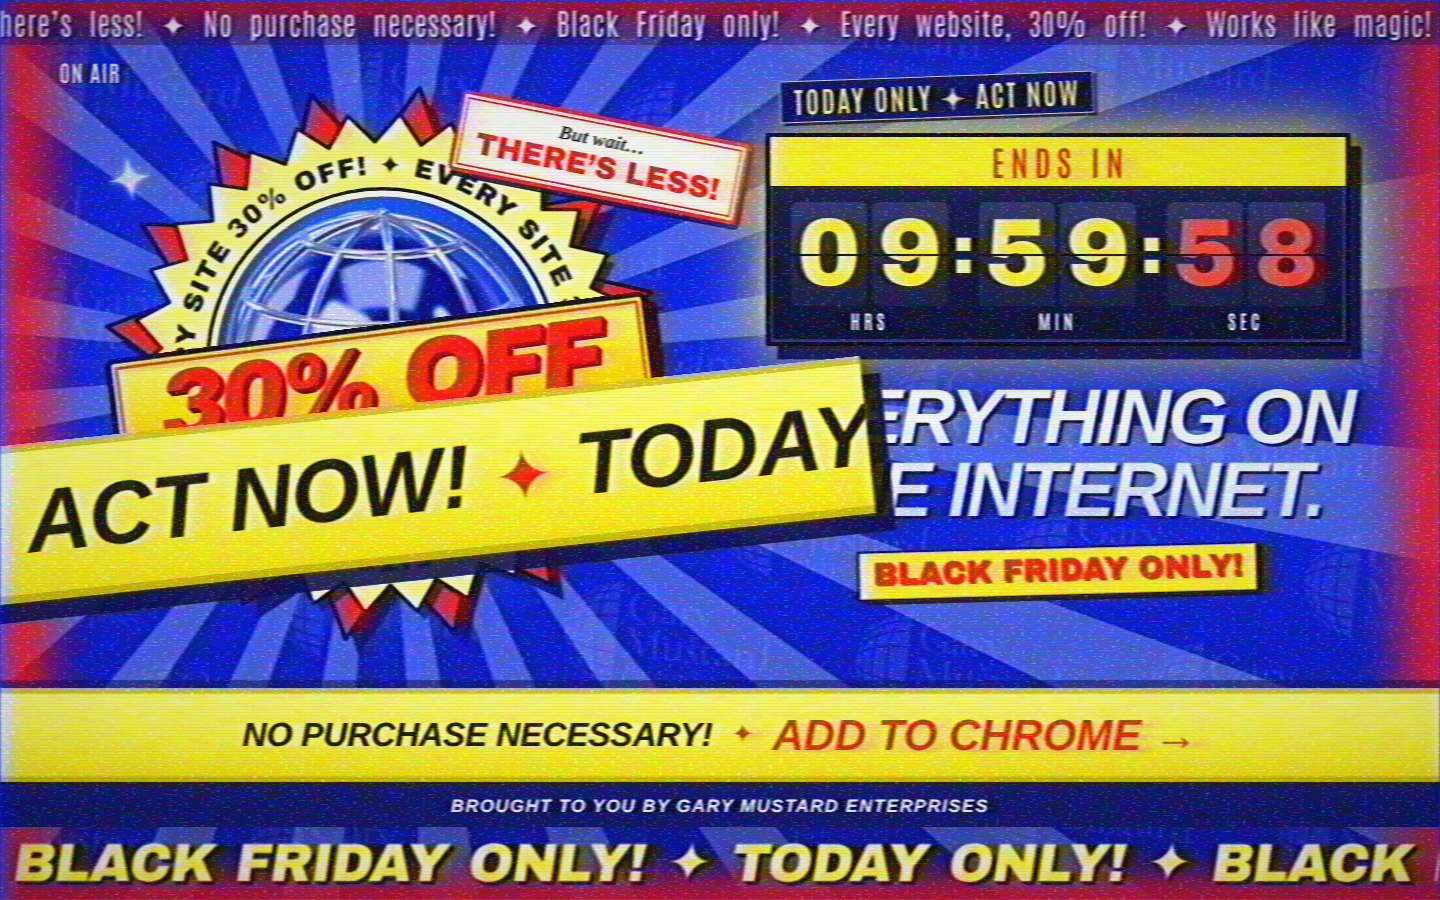 here's less! ✦ No purchase necessary! ✦ Black Friday only! ✦ Every website, 30% off! ✦ Works like magic!
ON AIR
TODAY ONLY ✦ ACT NOW
But wait...
THERE'S LESS!
SITE 30% OFF! ✦ EVERY SITE
ENDS IN
09:59:58
HRS MIN SEC
30% OFF
ACT NOW! ✦ TODAY
ERYTHING ON
E INTERNET.
BLACK FRIDAY ONLY!
NO PURCHASE NECESSARY! ✦ ADD TO CHROME →
BROUGHT TO YOU BY GARY MUSTARD ENTERPRISES
BLACK FRIDAY ONLY! ✦ TODAY ONLY! ✦ BLACK